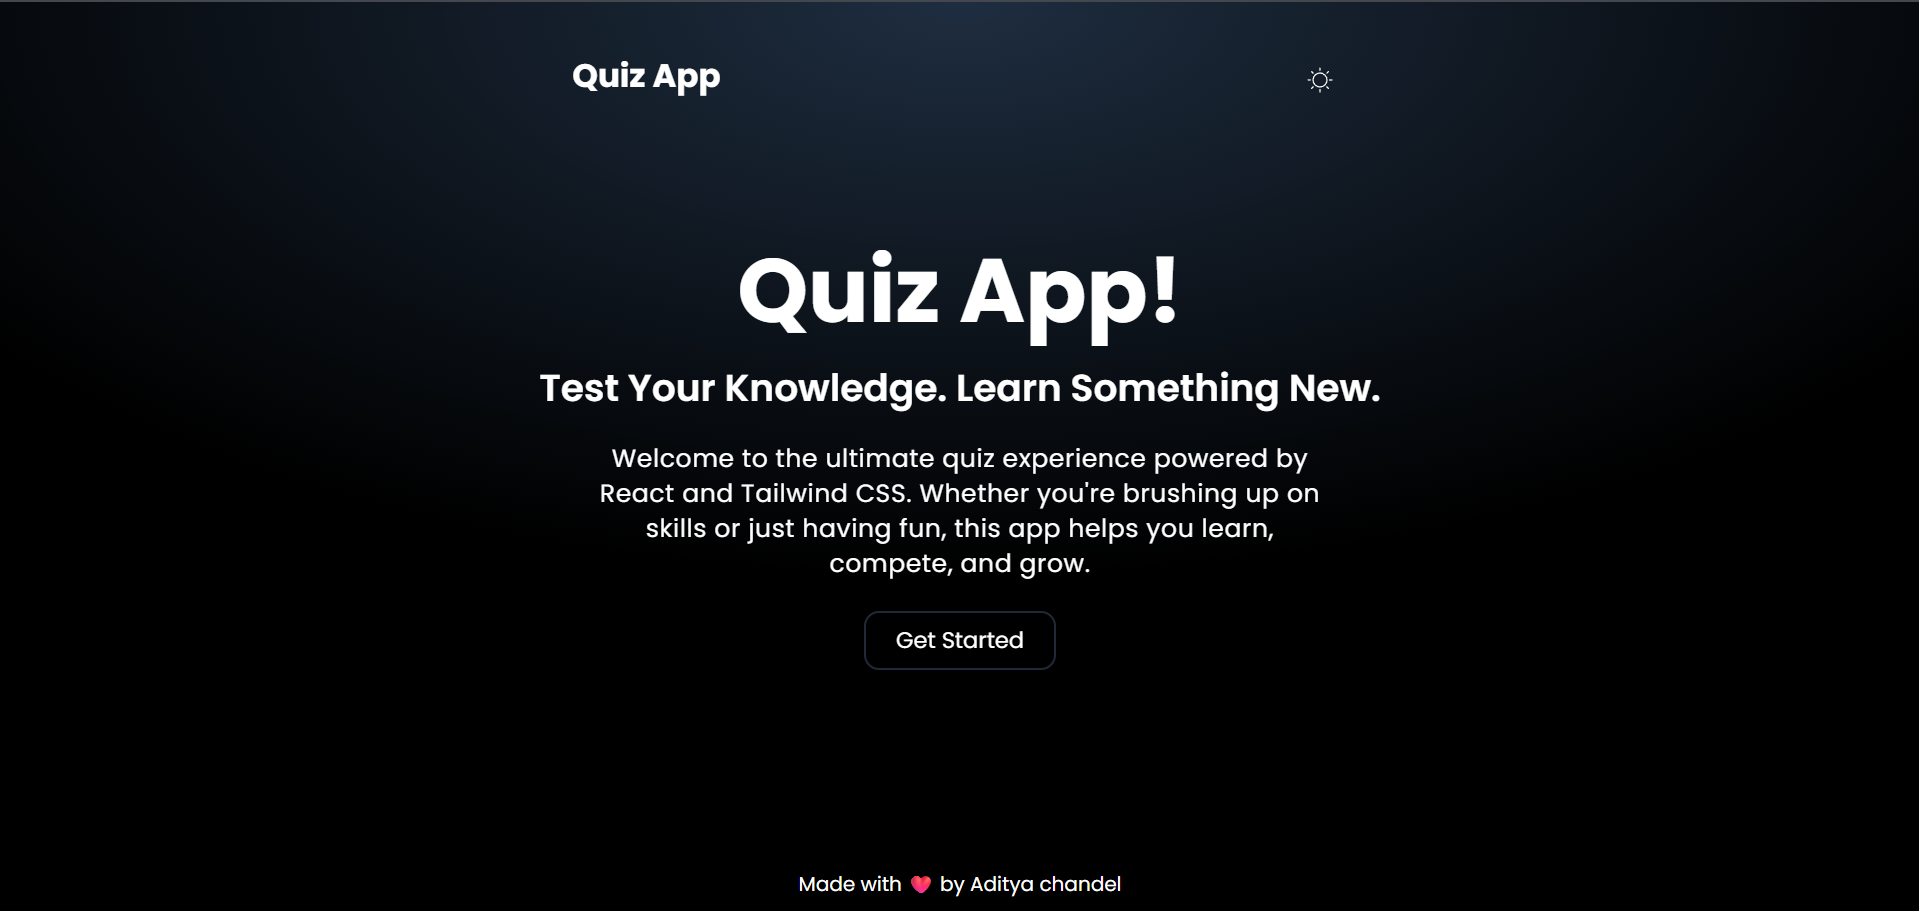 Quiz App
Quiz App!
Test Your Knowledge. Learn Something New.
Welcome to the ultimate quiz experience powered by
React and Tailwind CSS. Whether you're brushing up on
skills or just having fun, this app helps you learn,
compete, and grow.
Get Started
Made with ❤️ by Aditya chandel